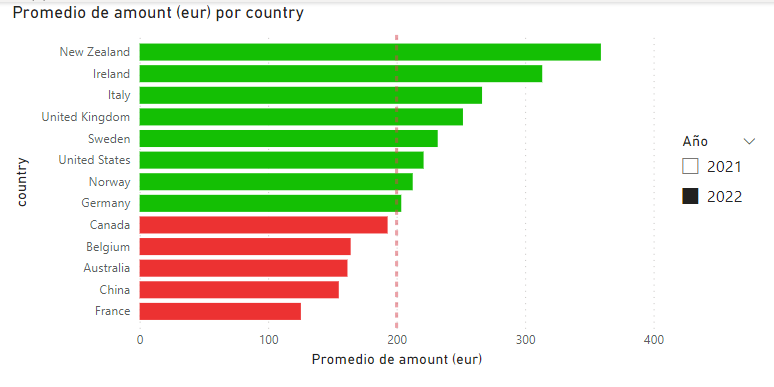 Promedio de amount (eur) por country
country
New Zealand
Ireland
Italy
United Kingdom
Sweden
United States
Norway
Germany
Canada
Belgium
Australia
China
France
0 100 200 300 400
Promedio de amount (eur)
Año
2021
2022